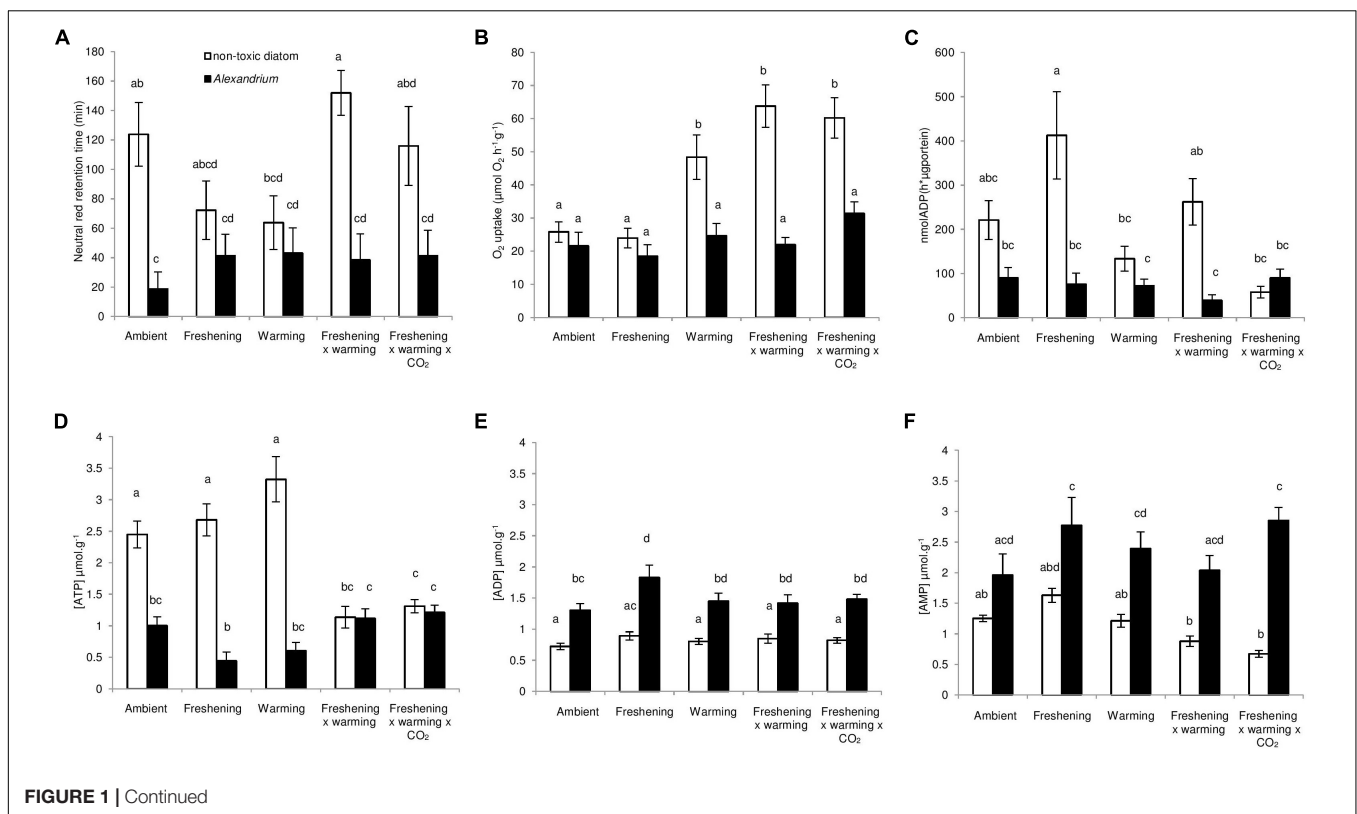 A
Neutral red retention time (min)
180
160
140
120
100
80
60
40
20
0
non-toxic diatom
Alexandrium
ab
c
abcd
cd
bcd
cd
a
cd
abd
cd
Ambient
Freshening
Warming
Freshening
x warming
Freshening
x warming x
CO₂
B
O₂ uptake (µmol O₂ h⁻¹g⁻¹)
80
70
60
50
40
30
20
10
0
a
a
a
a
b
a
b
a
b
a
Ambient
Freshening
Warming
Freshening
x warming
Freshening
x warming x
CO₂
C
nmolADP(h*µgportein)
600
500
400
300
200
100
0
abc
bc
a
bc
bc
c
ab
c
bc
bc
Ambient
Freshening
Warming
Freshening
x warming
Freshening
x warming x
CO₂
D
[ATP] µmol.g⁻¹
4
3.5
3
2.5
2
1.5
1
0.5
0
a
bc
a
b
a
bc
bc
c
c
c
Ambient
Freshening
Warming
Freshening
x warming
Freshening
x warming x
CO₂
E
[ADP] µmol.g⁻¹
4
3.5
3
2.5
2
1.5
1
0.5
0
a
bc
ac
d
a
bd
a
bd
a
bd
Ambient
Freshening
Warming
Freshening
x warming
Freshening
x warming x
CO₂
F
[AMP] µmol.g⁻¹
4
3.5
3
2.5
2
1.5
1
0.5
0
ab
acd
abd
c
ab
cd
b
acd
b
c
Ambient
Freshening
Warming
Freshening
x warming
Freshening
x warming x
CO₂
FIGURE 1 | Continued